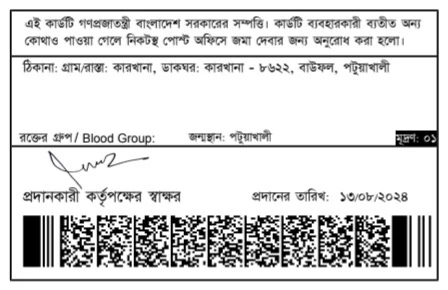 এই কার্ডটি গণপ্রজাতন্ত্রী বাংলাদেশ সরকারের সম্পত্তি। কার্ডটি ব্যবহারকারী ব্যতীত অন্য
কোথাও পাওয়া গেলে নিকটস্থ পোস্ট অফিসে জমা দেবার জন্য অনুরোধ করা হলো।
ঠিকানা: গ্রাম/রাস্তা: কারখানা, ডাকঘর: কারখানা - ৮৬২২, বাউফল, পটুয়াখালী
রক্তের গ্রুপ / Blood Group: জন্মস্থান: পটুয়াখালী মূদ্রণ: ০১
প্রদানকারী কর্তৃপক্ষের স্বাক্ষর প্রদানের তারিখ: ১৩/০৮/২০২৪